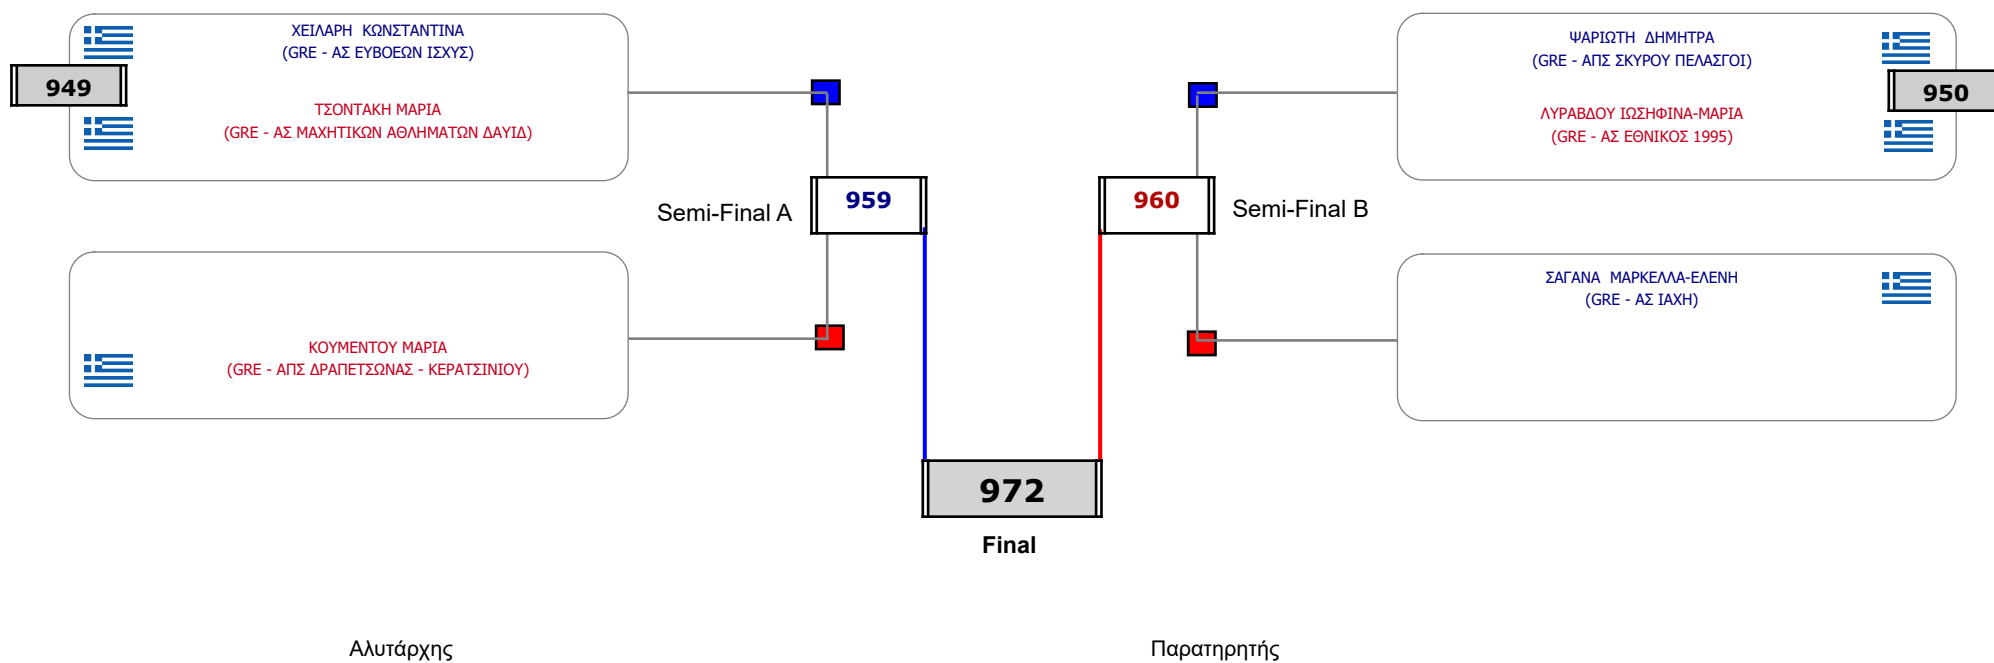 ΧΕΙΛΑΡΗ ΚΩΝΣΤΑΝΤΙΝΑ
(GRE - ΑΣ ΕΥΒΟΕΩΝ ΙΣΧΥΣ)
949
ΤΣΟΝΤΑΚΗ ΜΑΡΙΑ
(GRE - ΑΣ ΜΑΧΗΤΙΚΩΝ ΑΘΛΗΜΑΤΩΝ ΔΑΥΙΔ)
ΨΑΡΙΩΤΗ ΔΗΜΗΤΡΑ
(GRE - ΑΠΣ ΣΚΥΡΟΥ ΠΕΛΑΣΓΟΙ)
950
ΛΥΡΑΒΔΟΥ ΙΩΣΗΦΙΝΑ-ΜΑΡΙΑ
(GRE - ΑΣ ΕΘΝΙΚΟΣ 1995)
Semi-Final A
959
960
Semi-Final B
ΚΟΥΜΕΝΤΟΥ ΜΑΡΙΑ
(GRE - ΑΠΣ ΔΡΑΠΕΤΣΩΝΑΣ - ΚΕΡΑΤΣΙΝΙΟΥ)
ΣΑΓΑΝΑ ΜΑΡΚΕΛΛΑ-ΕΛΕΝΗ
(GRE - ΑΣ ΙΑΧΗ)
972
Final
Αλυτάρχης
Παρατηρητής